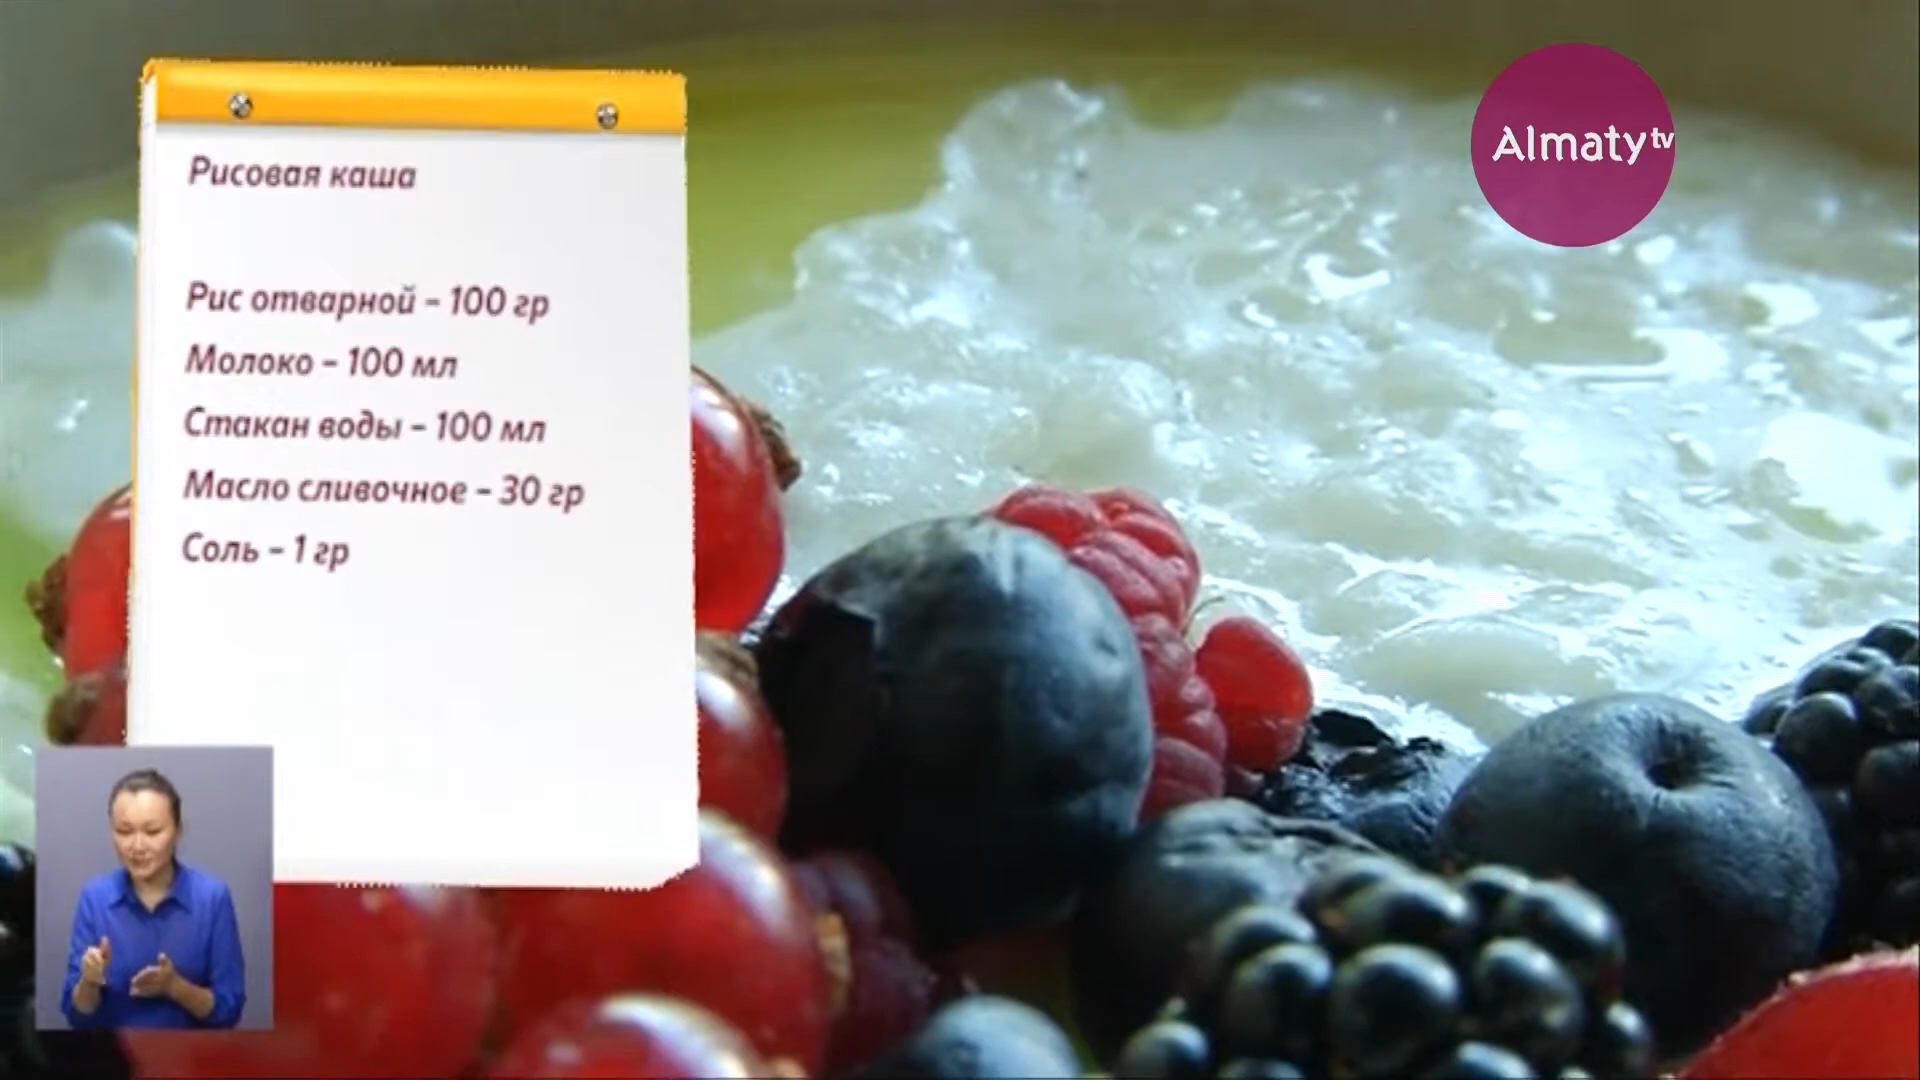 Almaty tv
Рисовая каша
Рис отварной – 100 гр
Молоко – 100 мл
Стакан воды – 100 мл
Масло сливочное – 30 гр
Соль – 1 гр